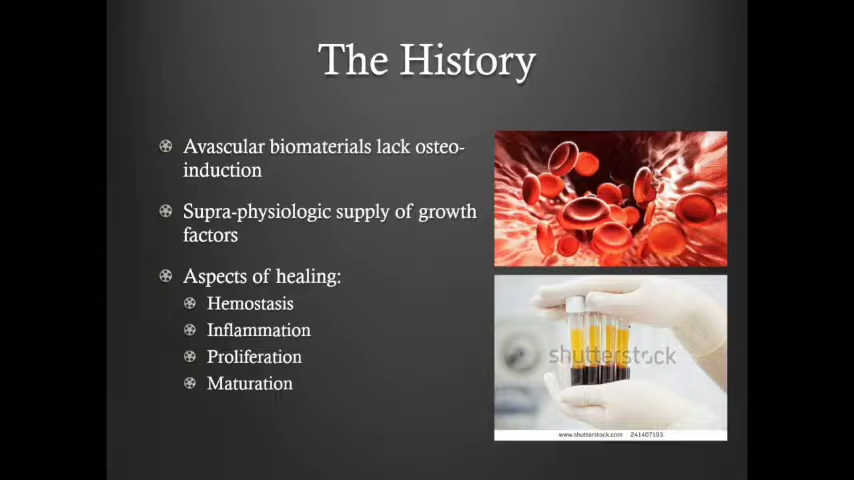 The History
Avascular biomaterials lack osteo-
induction
Supra-physiologic supply of growth
factors
Aspects of healing:
Hemostasis
Inflammation
Proliferation
Maturation
shutterstock
www.shutterstock.com · 241407193